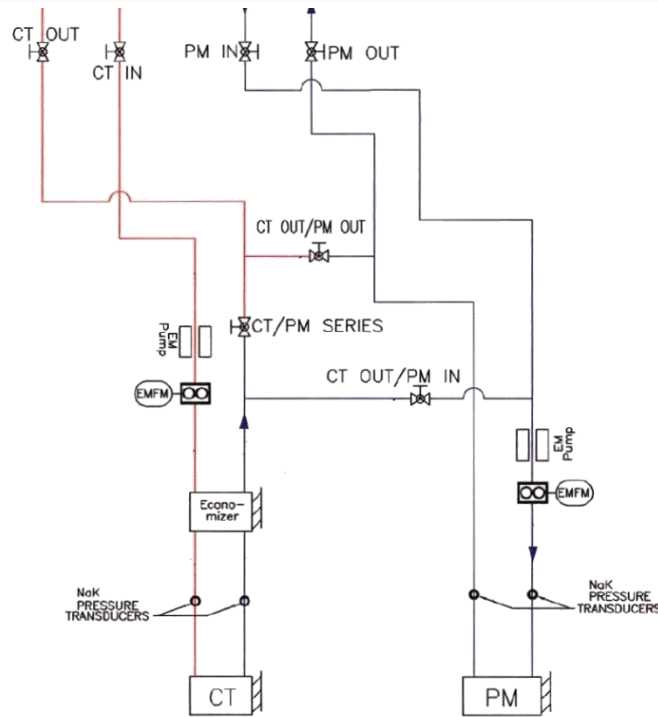 CT OUT
CT IN
PM IN
PM OUT
CT OUT/PM OUT
CT/PM SERIES
EM
Pump
EMFM
CT OUT/PM IN
EM
Pump
EMFM
Econo-
mizer
NaK
PRESSURE
TRANSDUCERS
NaK
PRESSURE
TRANSDUCERS
CT
PM